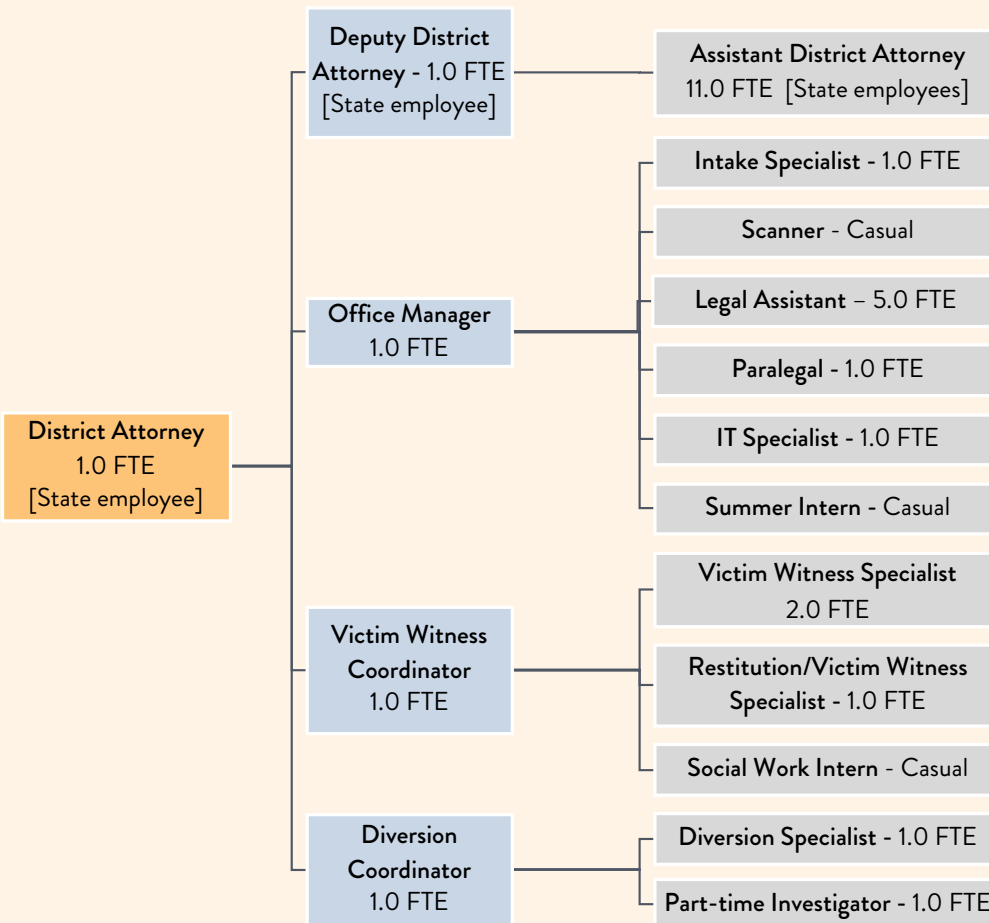 Deputy District
Attorney - 1.0 FTE
[State employee]
Assistant District Attorney
11.0 FTE [State employees]
Intake Specialist - 1.0 FTE
Scanner - Casual
Legal Assistant – 5.0 FTE
Office Manager
1.0 FTE
Paralegal - 1.0 FTE
IT Specialist - 1.0 FTE
Summer Intern - Casual
District Attorney
1.0 FTE
[State employee]
Victim Witness Specialist
2.0 FTE
Victim Witness
Coordinator
1.0 FTE
Restitution/Victim Witness
Specialist - 1.0 FTE
Social Work Intern - Casual
Diversion
Coordinator
1.0 FTE
Diversion Specialist - 1.0 FTE
Part-time Investigator - 1.0 FTE